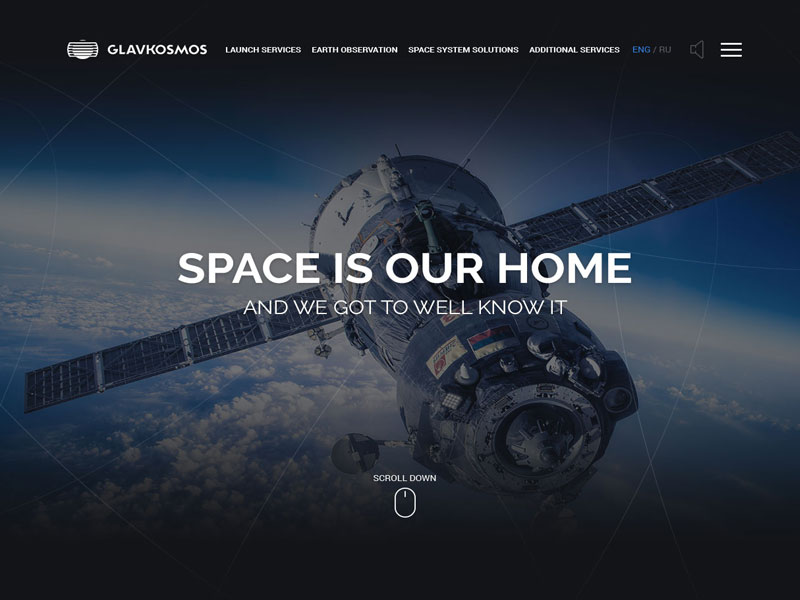 GLAVKOSMOS LAUNCH SERVICES EARTH OBSERVATION SPACE SYSTEM SOLUTIONS ADDITIONAL SERVICES ENG / RU
SPACE IS OUR HOME
AND WE GOT TO WELL KNOW IT
SCROLL DOWN